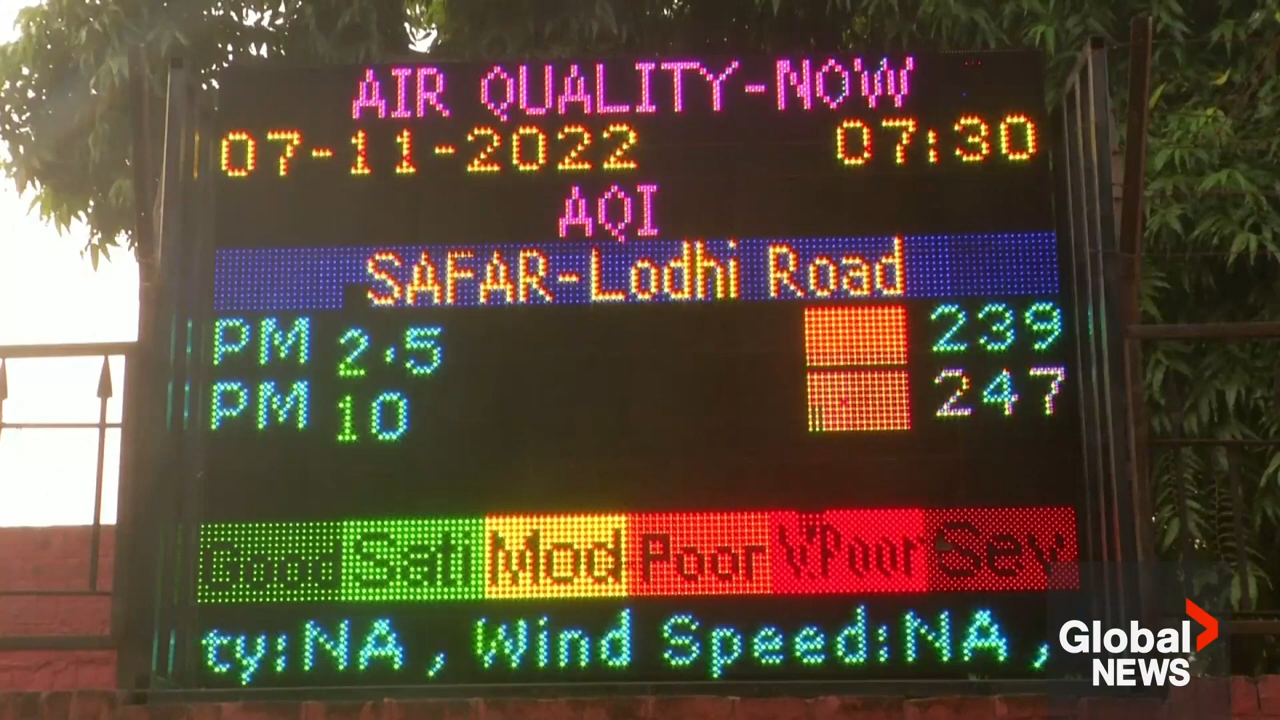 AIR QUALITY-NOW
07-11-2022 07:30
AQI
SAFAR-Lodhi Road
PM 2.5 239
PM 10 247
Good Sati Mod Poor V.Poor Sev
ty:NA , Wind Speed:NA ,
Global
NEWS